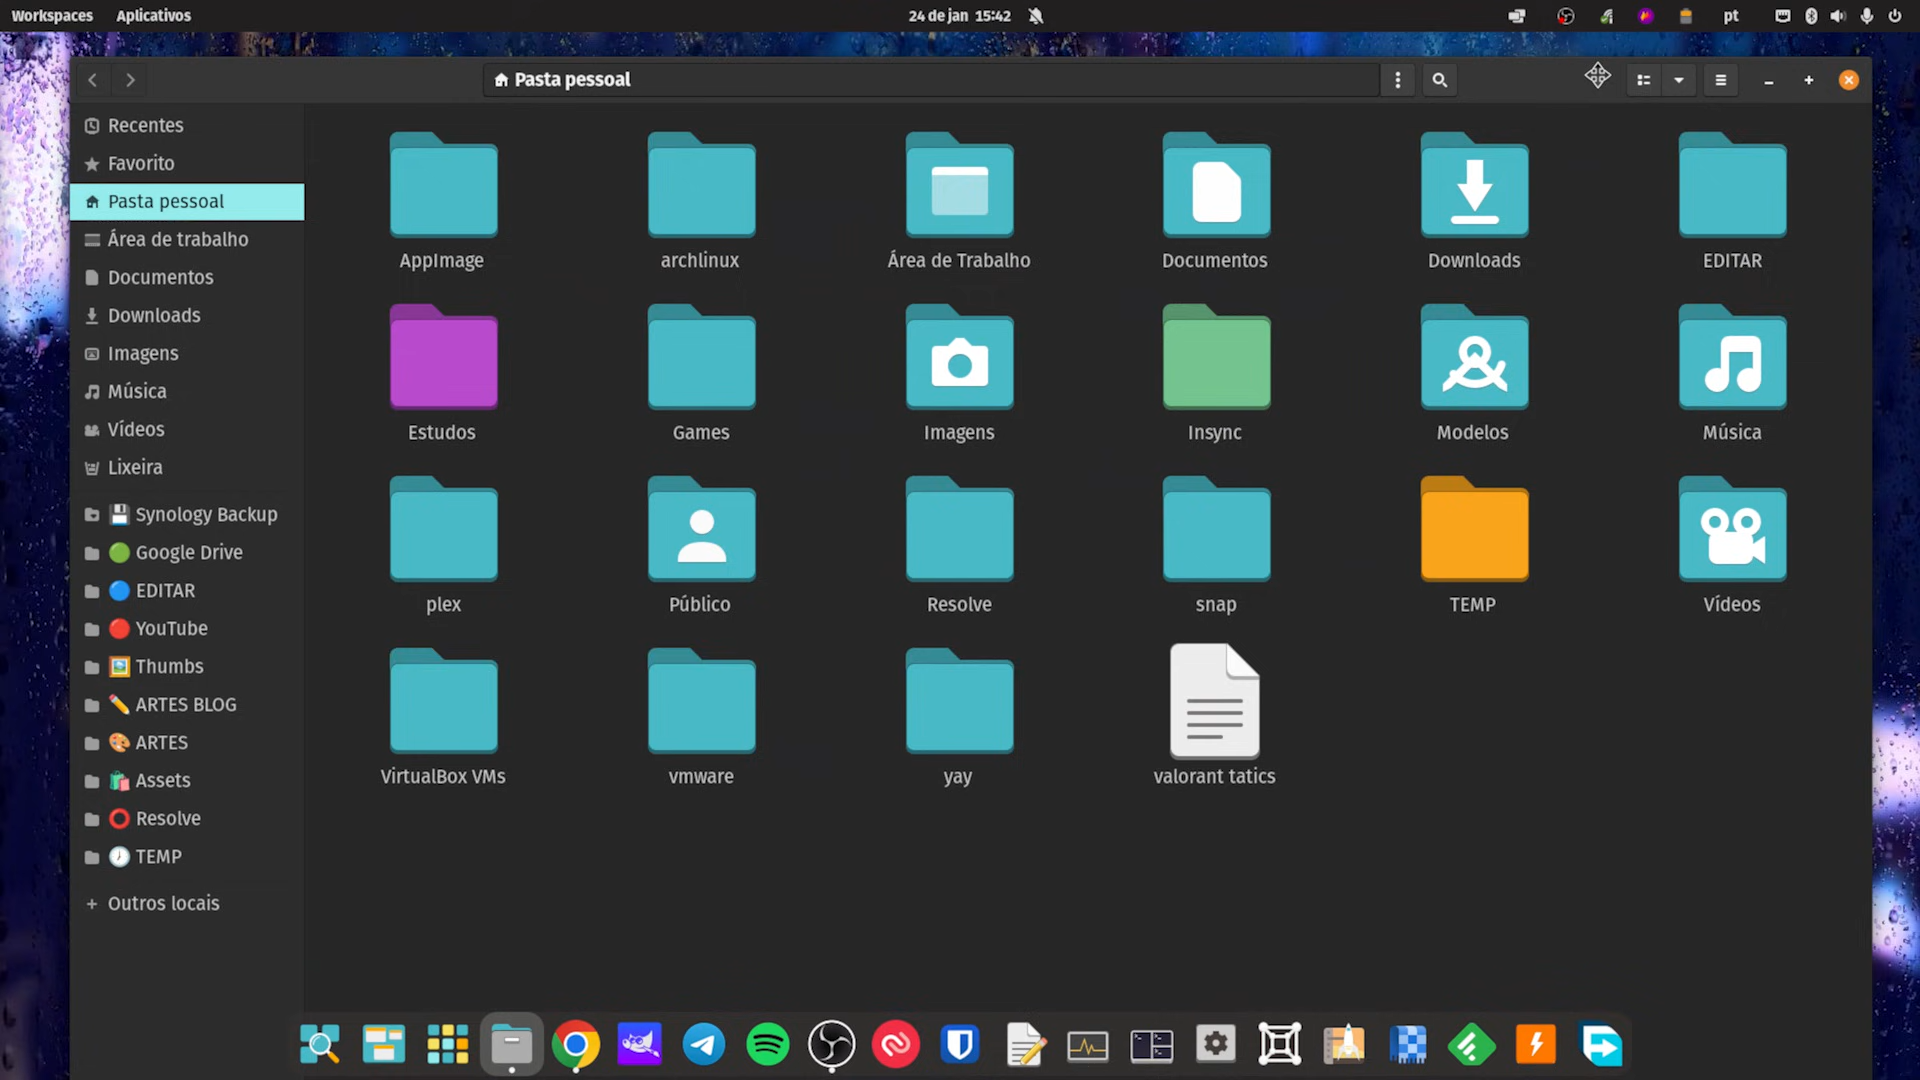 Workspaces Aplicativos 24 de jan 15:42 pt
Pasta pessoal
Recentes
Favorito
Pasta pessoal
Área de trabalho
Documentos
Downloads
Imagens
Música
Vídeos
Lixeira
Synology Backup
Google Drive
EDITAR
YouTube
Thumbs
ARTES BLOG
ARTES
Assets
Resolve
TEMP
Outros locais
AppImage archlinux Área de Trabalho Documentos Downloads EDITAR
Estudos Games Imagens Insync Modelos Música
plex Público Resolve snap TEMP Vídeos
VirtualBox VMs vmware yay valorant tatics